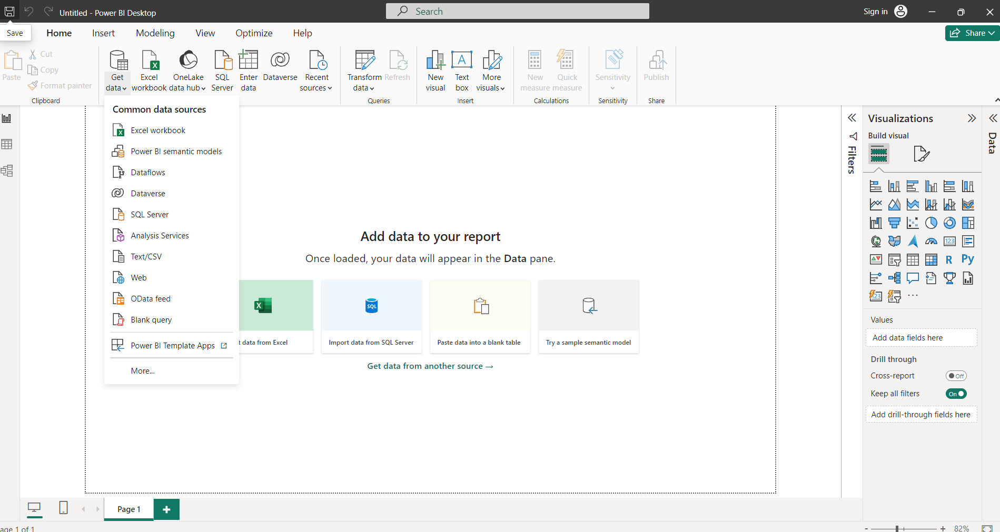 Untitled - Power BI Desktop
Search
Sign in
Save
Home
Insert
Modeling
View
Optimize
Help
Share
Paste
Cut
Copy
Format painter
Clipboard
Get
data
Excel
workbook
OneLake
data hub
SQL
Server
Enter
data
Dataverse
Recent
sources
Transform
data
Refresh
Queries
New
visual
Text
box
More
visuals
Insert
New
measure
Quick
measure
Calculations
Sensitivity
Sensitivity
Publish
Share
Common data sources
Excel workbook
Power BI semantic models
Dataflows
Dataverse
SQL Server
Analysis Services
Text/CSV
Web
OData feed
Blank query
Power BI Template Apps
More...
Add data to your report
Once loaded, your data will appear in the Data pane.
SQL
t data from Excel
Import data from SQL Server
Paste data into a blank table
Try a sample semantic model
Get data from another source →
Filters
Visualizations
Build visual
123
R
Py
123
Values
Add data fields here
Drill through
Cross-report
Off
Keep all filters
On
Add drill-through fields here
Data
Page 1
age 1 of 1
- + 82%